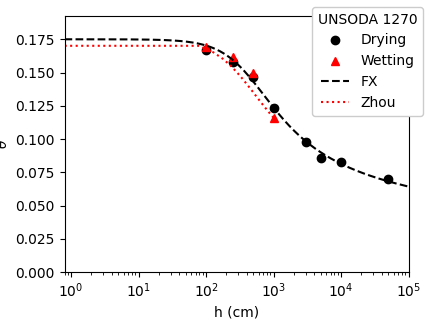 UNSODA 1270
Drying
Wetting
FX
Zhou
0.175
0.150
0.125
0.100
0.075
0.050
0.025
0.000
θ
10⁰ 10¹ 10² 10³ 10⁴ 10⁵
h (cm)